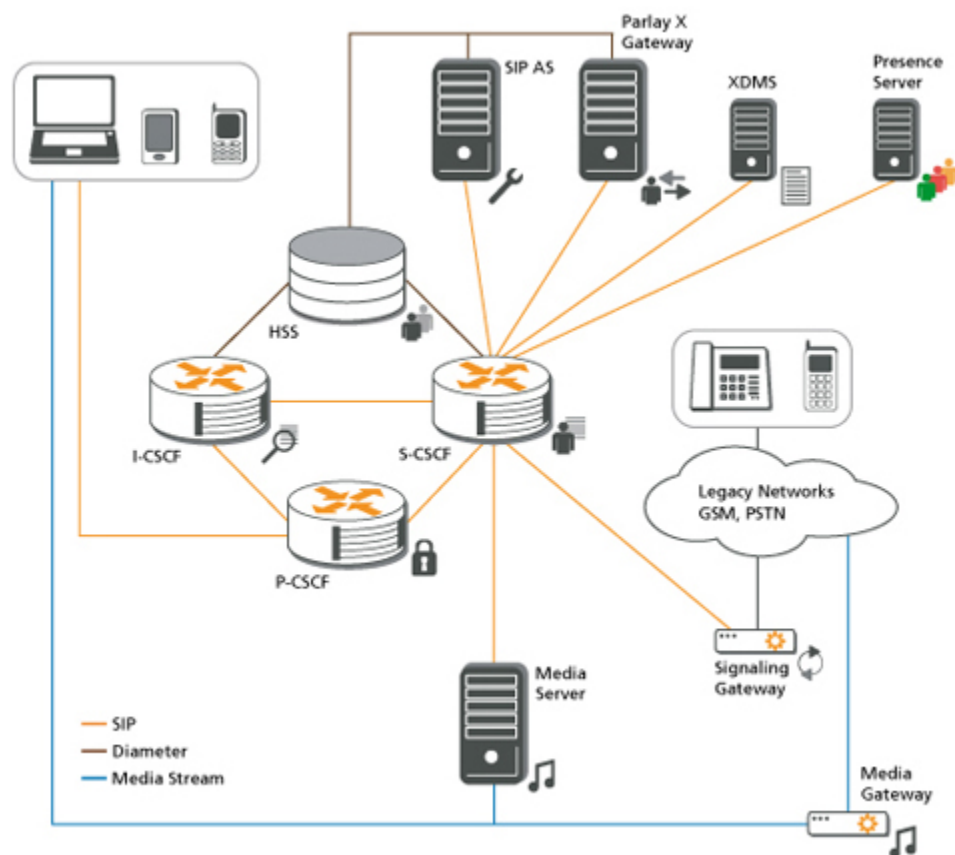 Parlay X
Gateway
SIP AS
XDMS
Presence
Server
HSS
I-CSCF
S-CSCF
P-CSCF
Legacy Networks
GSM, PSTN
Signaling
Gateway
Media
Server
SIP
Diameter
Media Stream
Media
Gateway